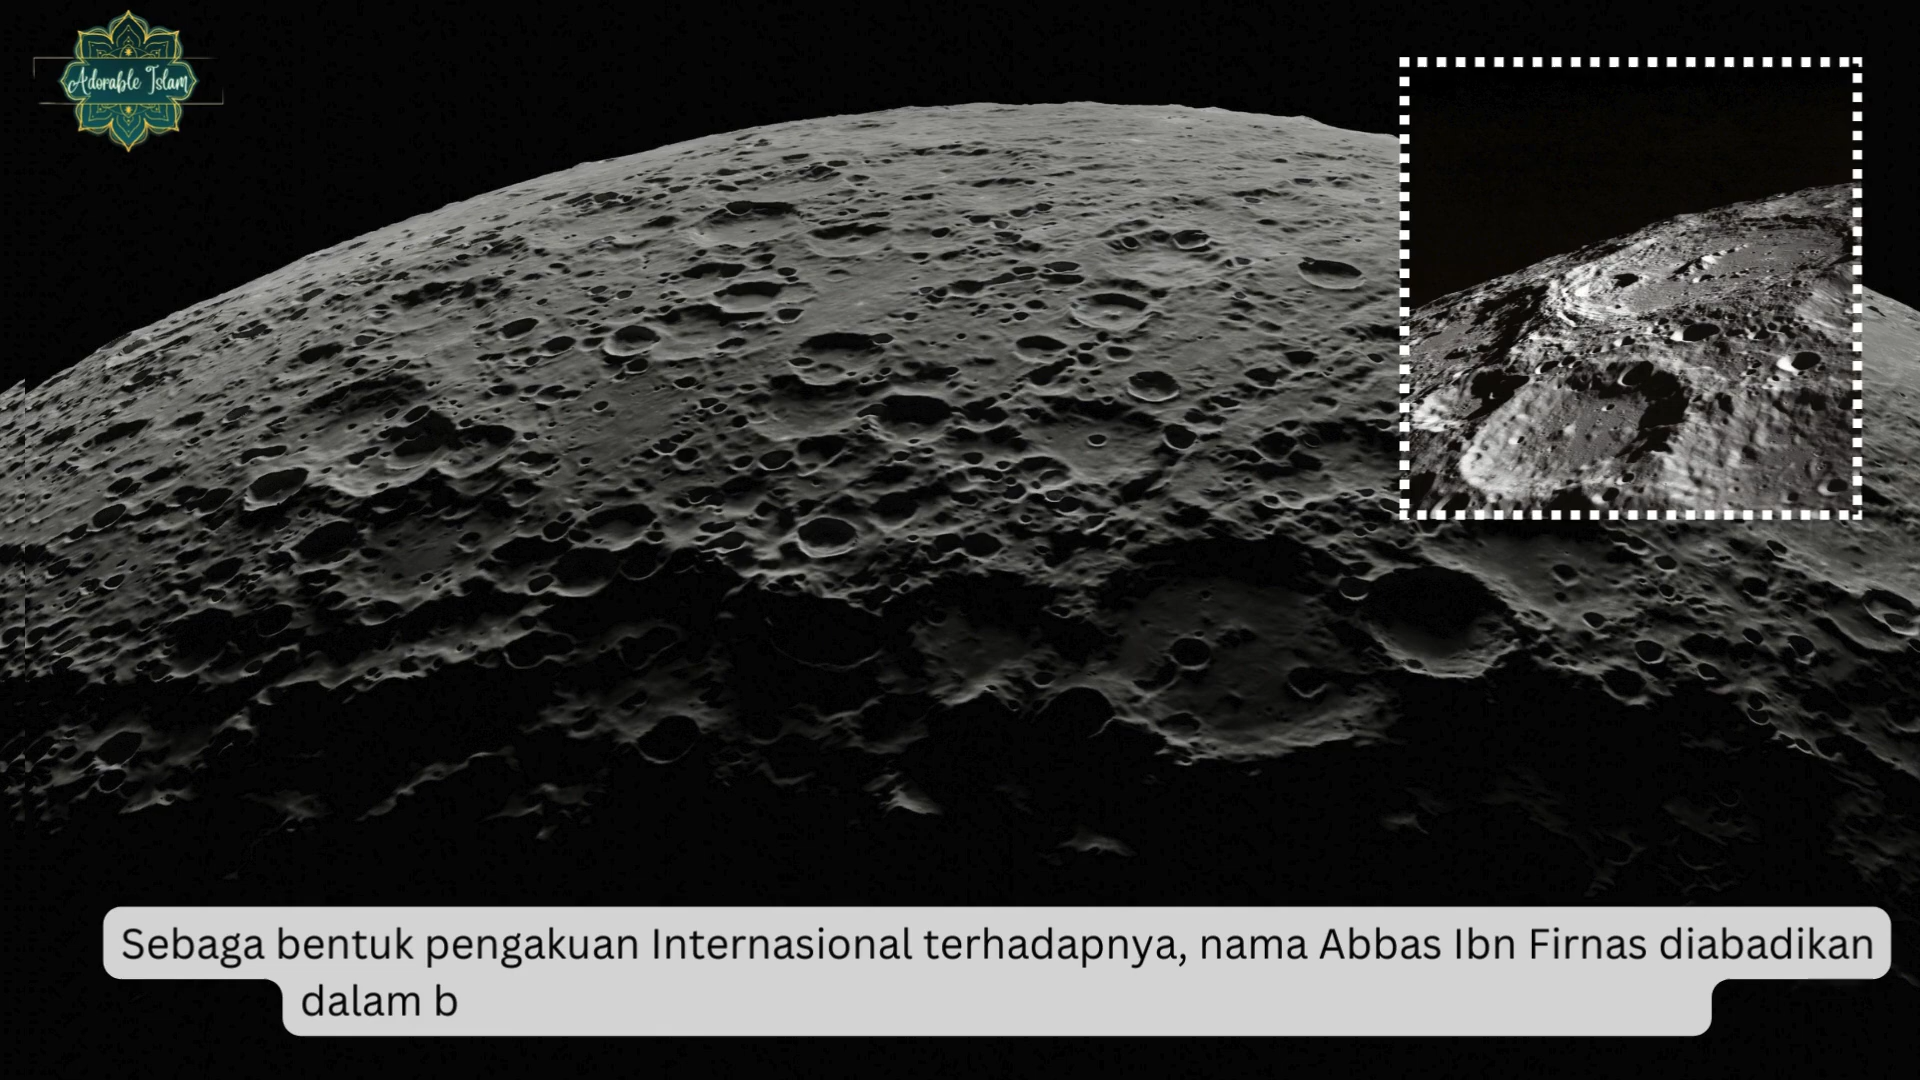 Adorable Islam
Sebaga bentuk pengakuan Internasional terhadapnya, nama Abbas Ibn Firnas diabadikan
dalam b